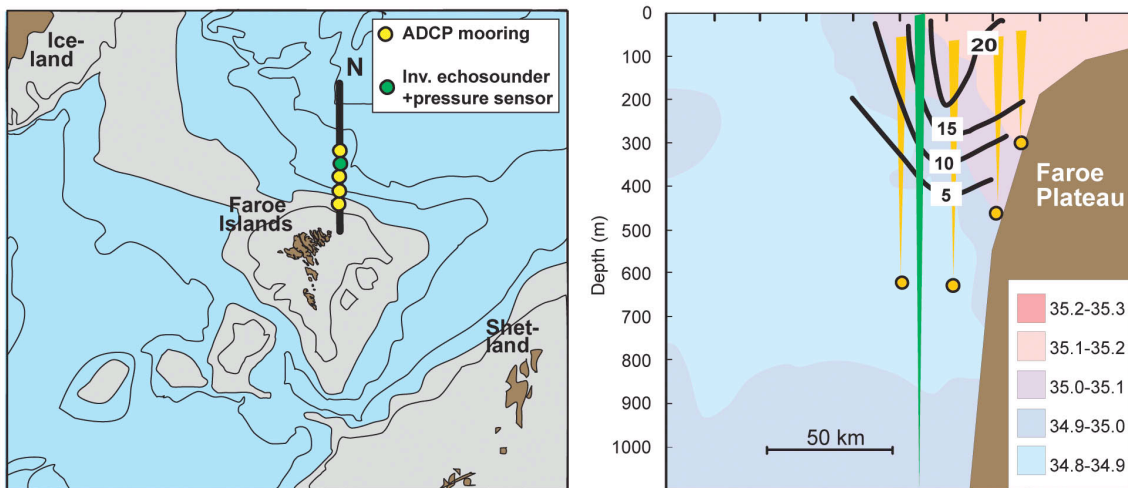 Ice-
land
ADCP mooring
N
Inv. echosounder
+pressure sensor
Faroe
Islands
Shet-
land
0
100
200
300
400
500
600
700
800
900
1000
Depth (m)
20
15
10
5
Faroe
Plateau
50 km
35.2-35.3
35.1-35.2
35.0-35.1
34.9-35.0
34.8-34.9